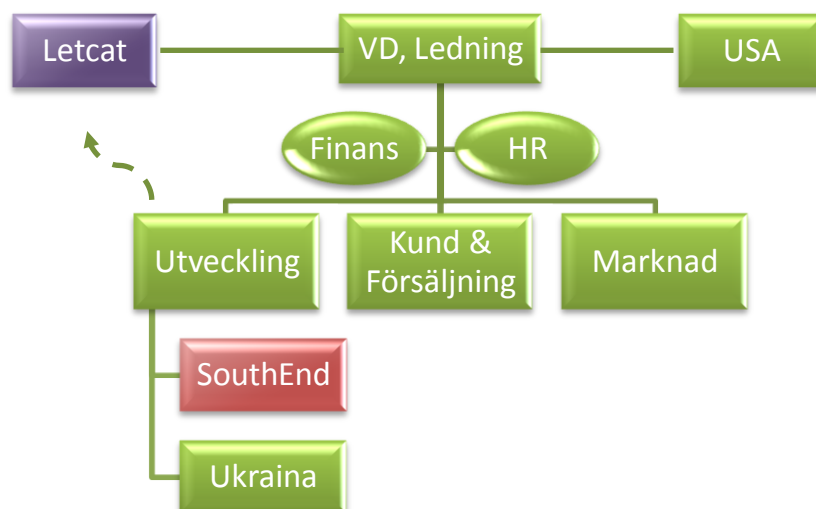 Letcat
VD, Ledning
USA
Finans
HR
Utveckling
Kund &
Försäljning
Marknad
SouthEnd
Ukraina